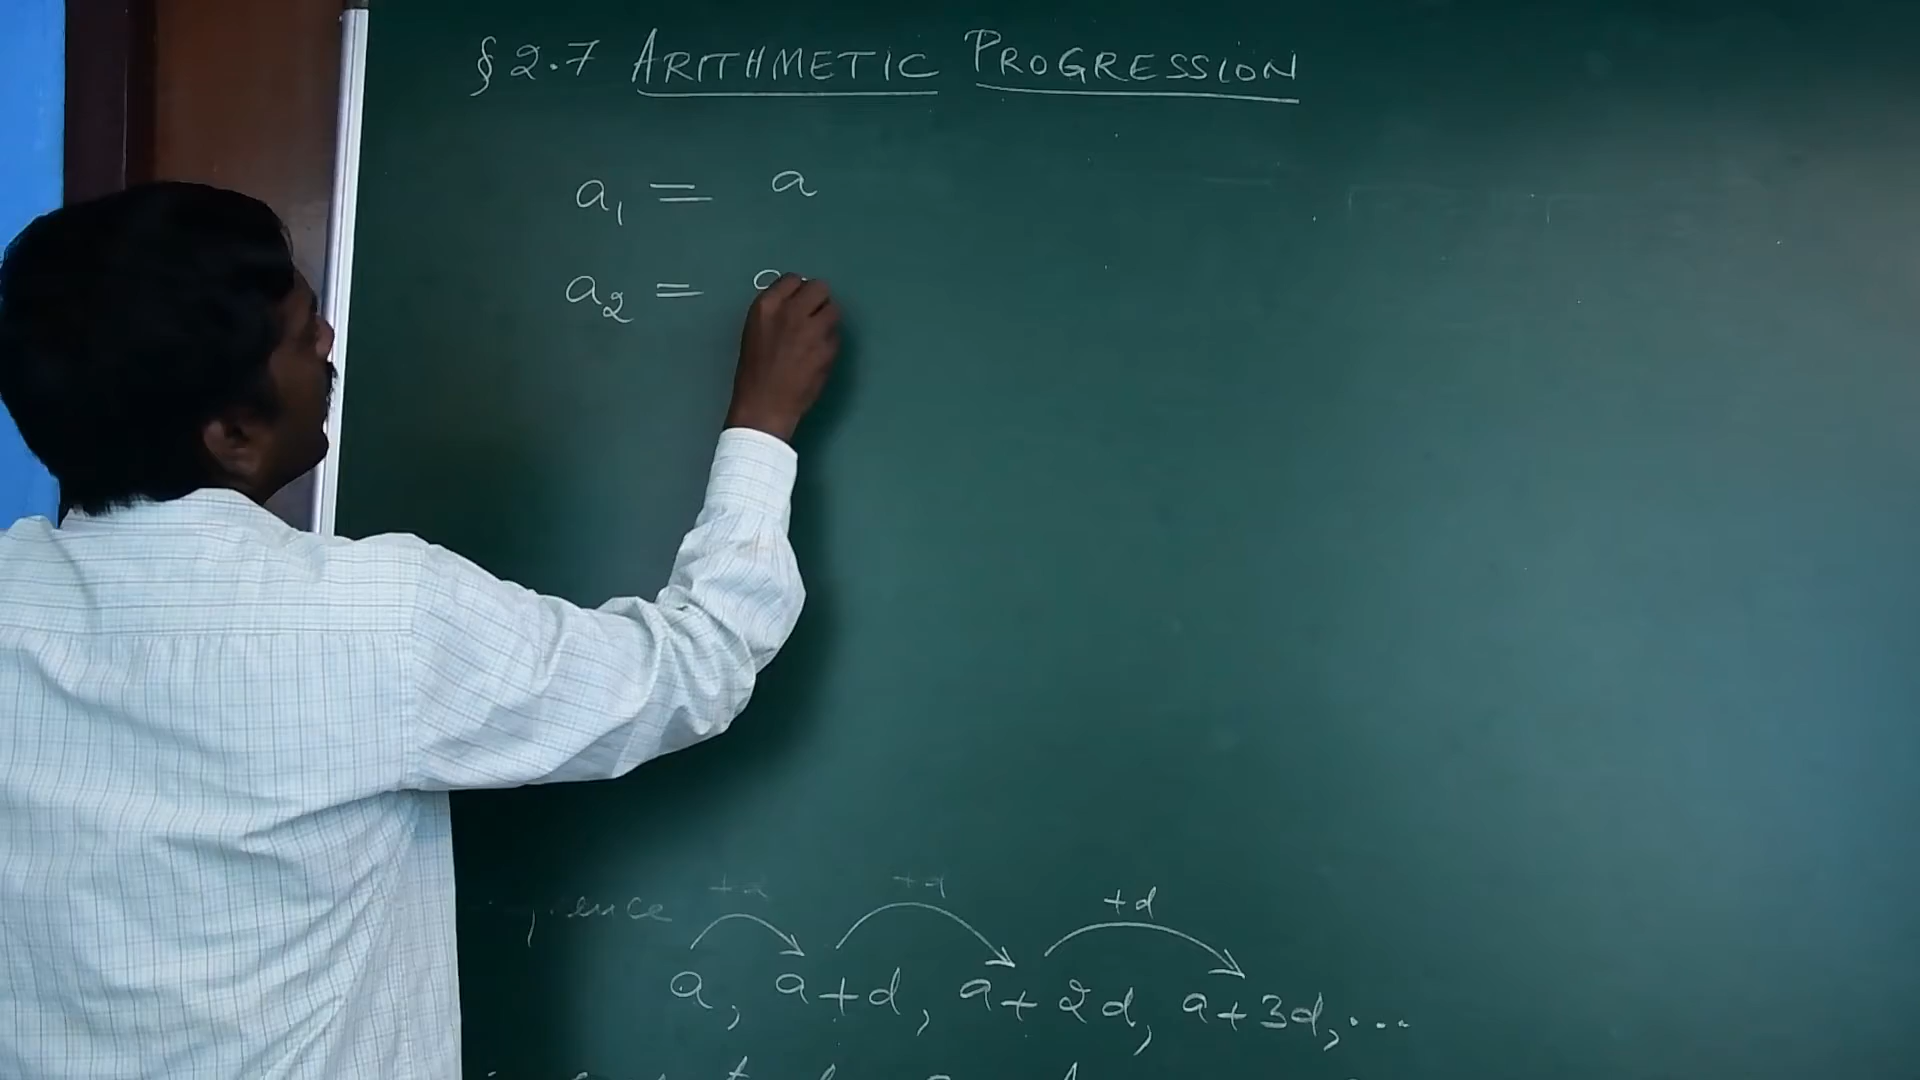 § 2.7 ARITHMETIC PROGRESSION
a₁ = a
a₂ = a
+d +d +d
a, a+d, a+2d, a+3d, ...